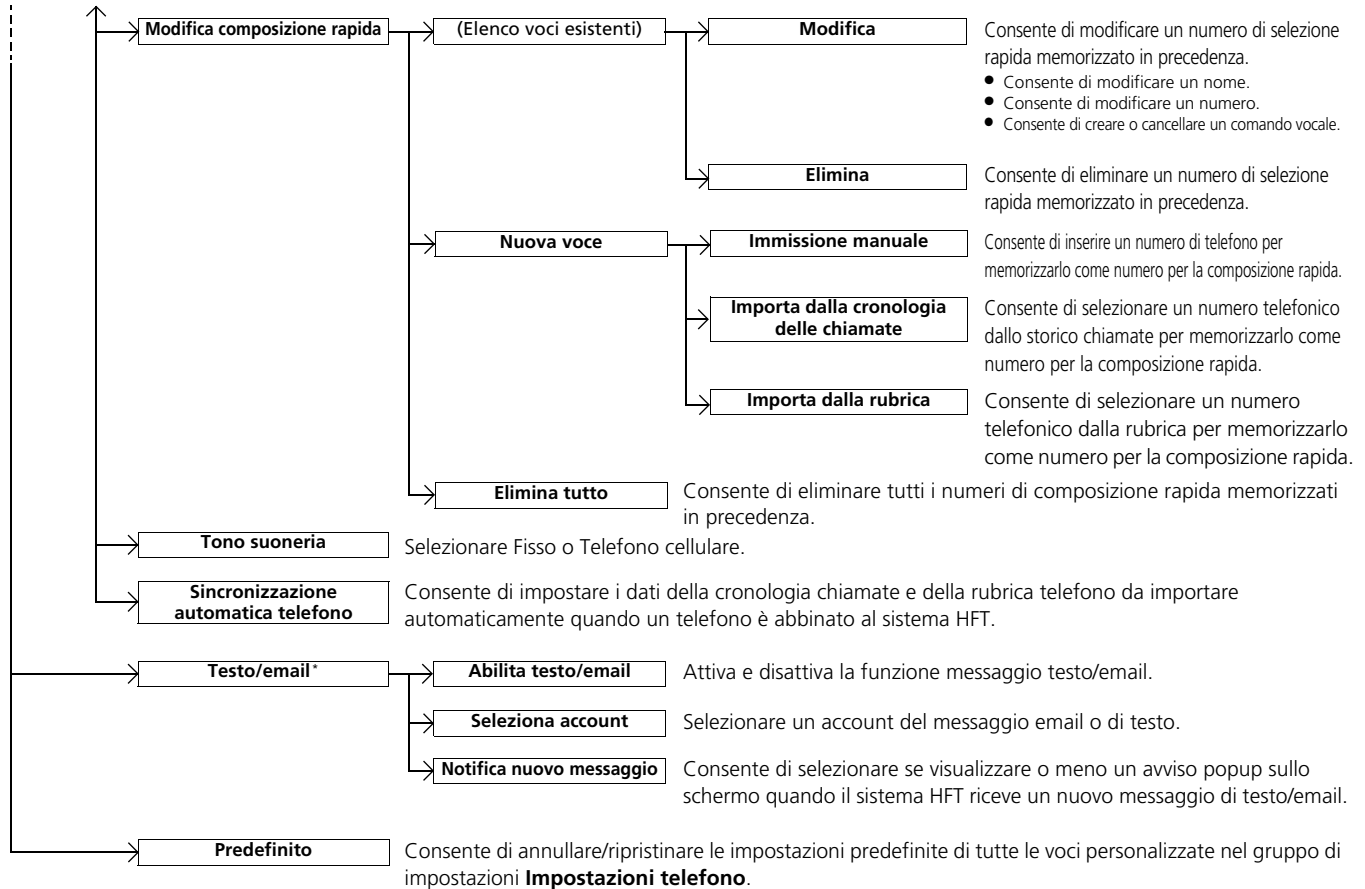 Modifica composizione rapida
(Elenco voci esistenti)
Modifica
Consente di modificare un numero di selezione
rapida memorizzato in precedenza.
● Consente di modificare un nome.
● Consente di modificare un numero.
● Consente di creare o cancellare un comando vocale.
Elimina
Consente di eliminare un numero di selezione
rapida memorizzato in precedenza.
Nuova voce
Immissione manuale
Consente di inserire un numero di telefono per
memorizzarlo come numero per la composizione rapida.
Importa dalla cronologia
delle chiamate
Consente di selezionare un numero telefonico
dallo storico chiamate per memorizzarlo come
numero per la composizione rapida.
Importa dalla rubrica
Consente di selezionare un numero
telefonico dalla rubrica per memorizzarlo
come numero per la composizione rapida.
Elimina tutto
Consente di eliminare tutti i numeri di composizione rapida memorizzati
in precedenza.
Tono suoneria
Selezionare Fisso o Telefono cellulare.
Sincronizzazione
automatica telefono
Consente di impostare i dati della cronologia chiamate e della rubrica telefono da importare
automaticamente quando un telefono è abbinato al sistema HFT.
Testo/email*
Abilita testo/email
Attiva e disattiva la funzione messaggio testo/email.
Seleziona account
Selezionare un account del messaggio email o di testo.
Notifica nuovo messaggio
Consente di selezionare se visualizzare o meno un avviso popup sullo
schermo quando il sistema HFT riceve un nuovo messaggio di testo/email.
Predefinito
Consente di annullare/ripristinare le impostazioni predefinite di tutte le voci personalizzate nel gruppo di
impostazioni Impostazioni telefono.